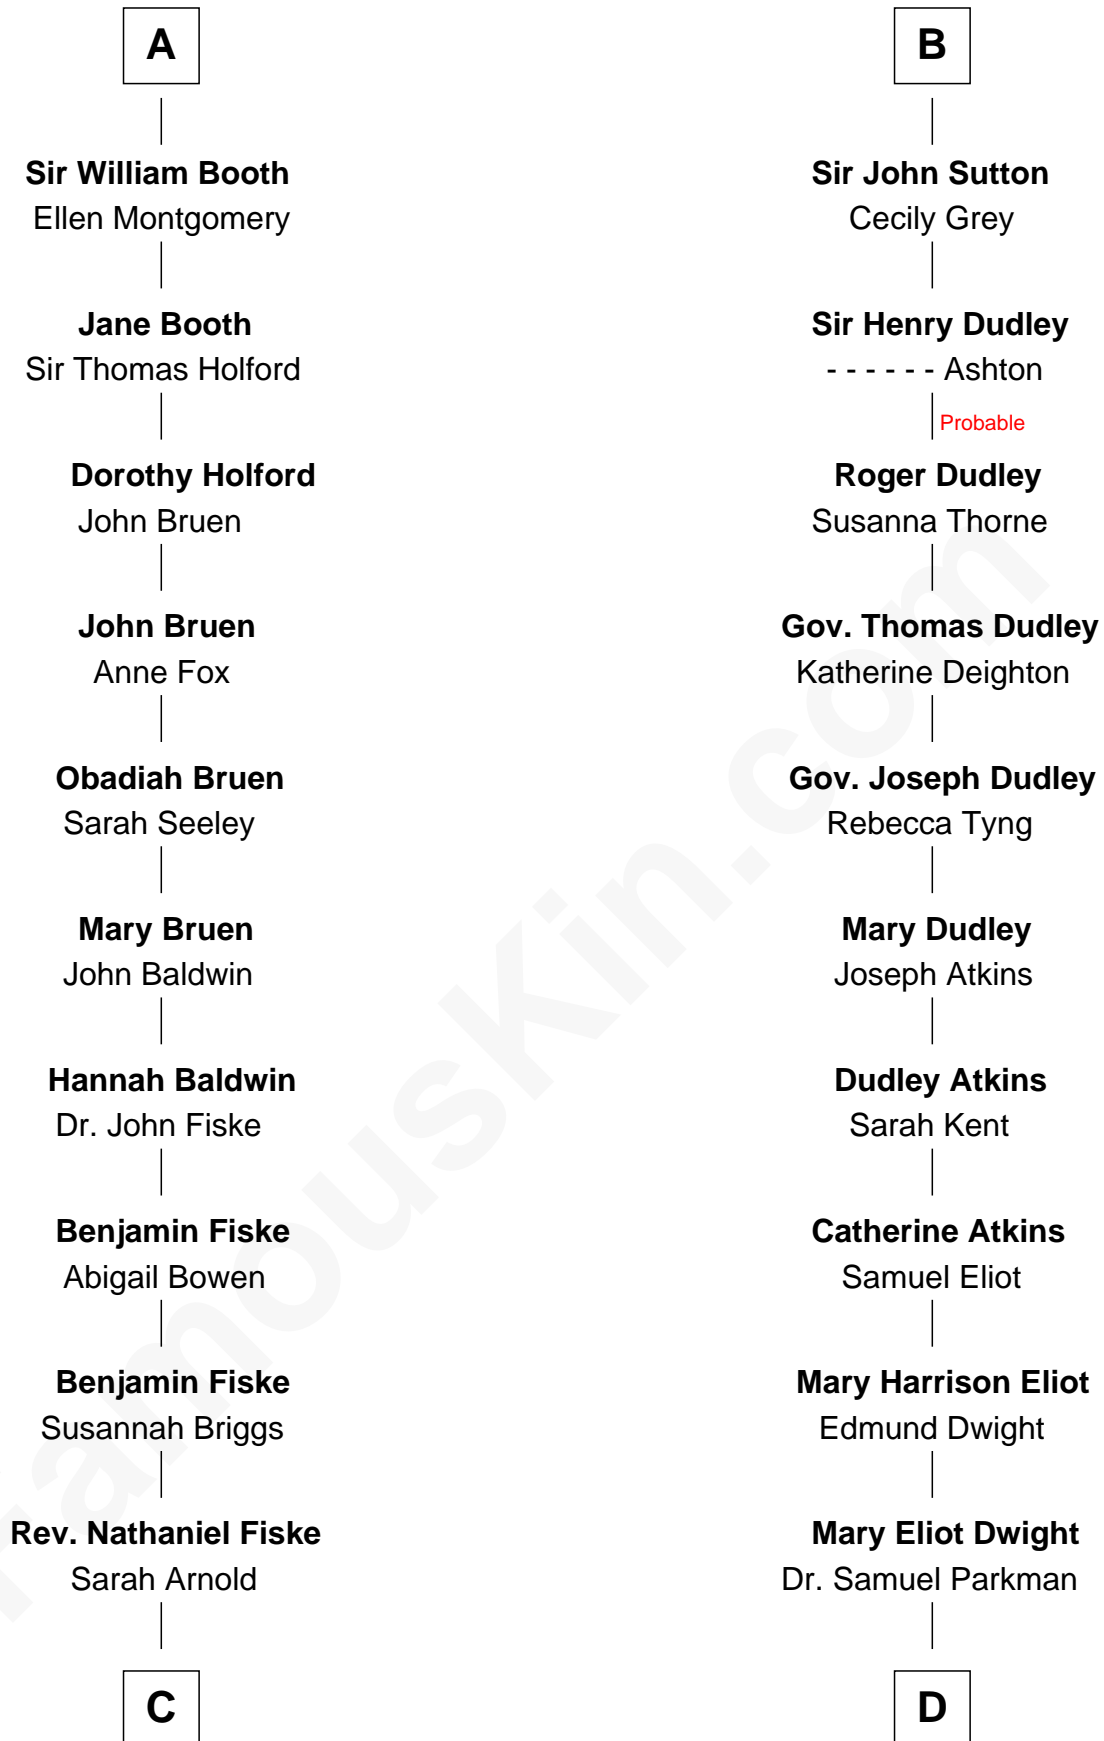 A
Sir William Booth
Ellen Montgomery
Jane Booth
Sir Thomas Holford
Dorothy Holford
John Bruen
John Bruen
Anne Fox
Obadiah Bruen
Sarah Seeley
Mary Bruen
John Baldwin
Hannah Baldwin
Dr. John Fiske
Benjamin Fiske
Abigail Bowen
Benjamin Fiske
Susannah Briggs
Rev. Nathaniel Fiske
Sarah Arnold
C
B
Sir John Sutton
Cecily Grey
Sir Henry Dudley
- - - - - - Ashton
Probable
Roger Dudley
Susanna Thorne
Gov. Thomas Dudley
Katherine Deighton
Gov. Joseph Dudley
Rebecca Tyng
Mary Dudley
Joseph Atkins
Dudley Atkins
Sarah Kent
Catherine Atkins
Samuel Eliot
Mary Harrison Eliot
Edmund Dwight
Mary Eliot Dwight
Dr. Samuel Parkman
D
FamousKin.com